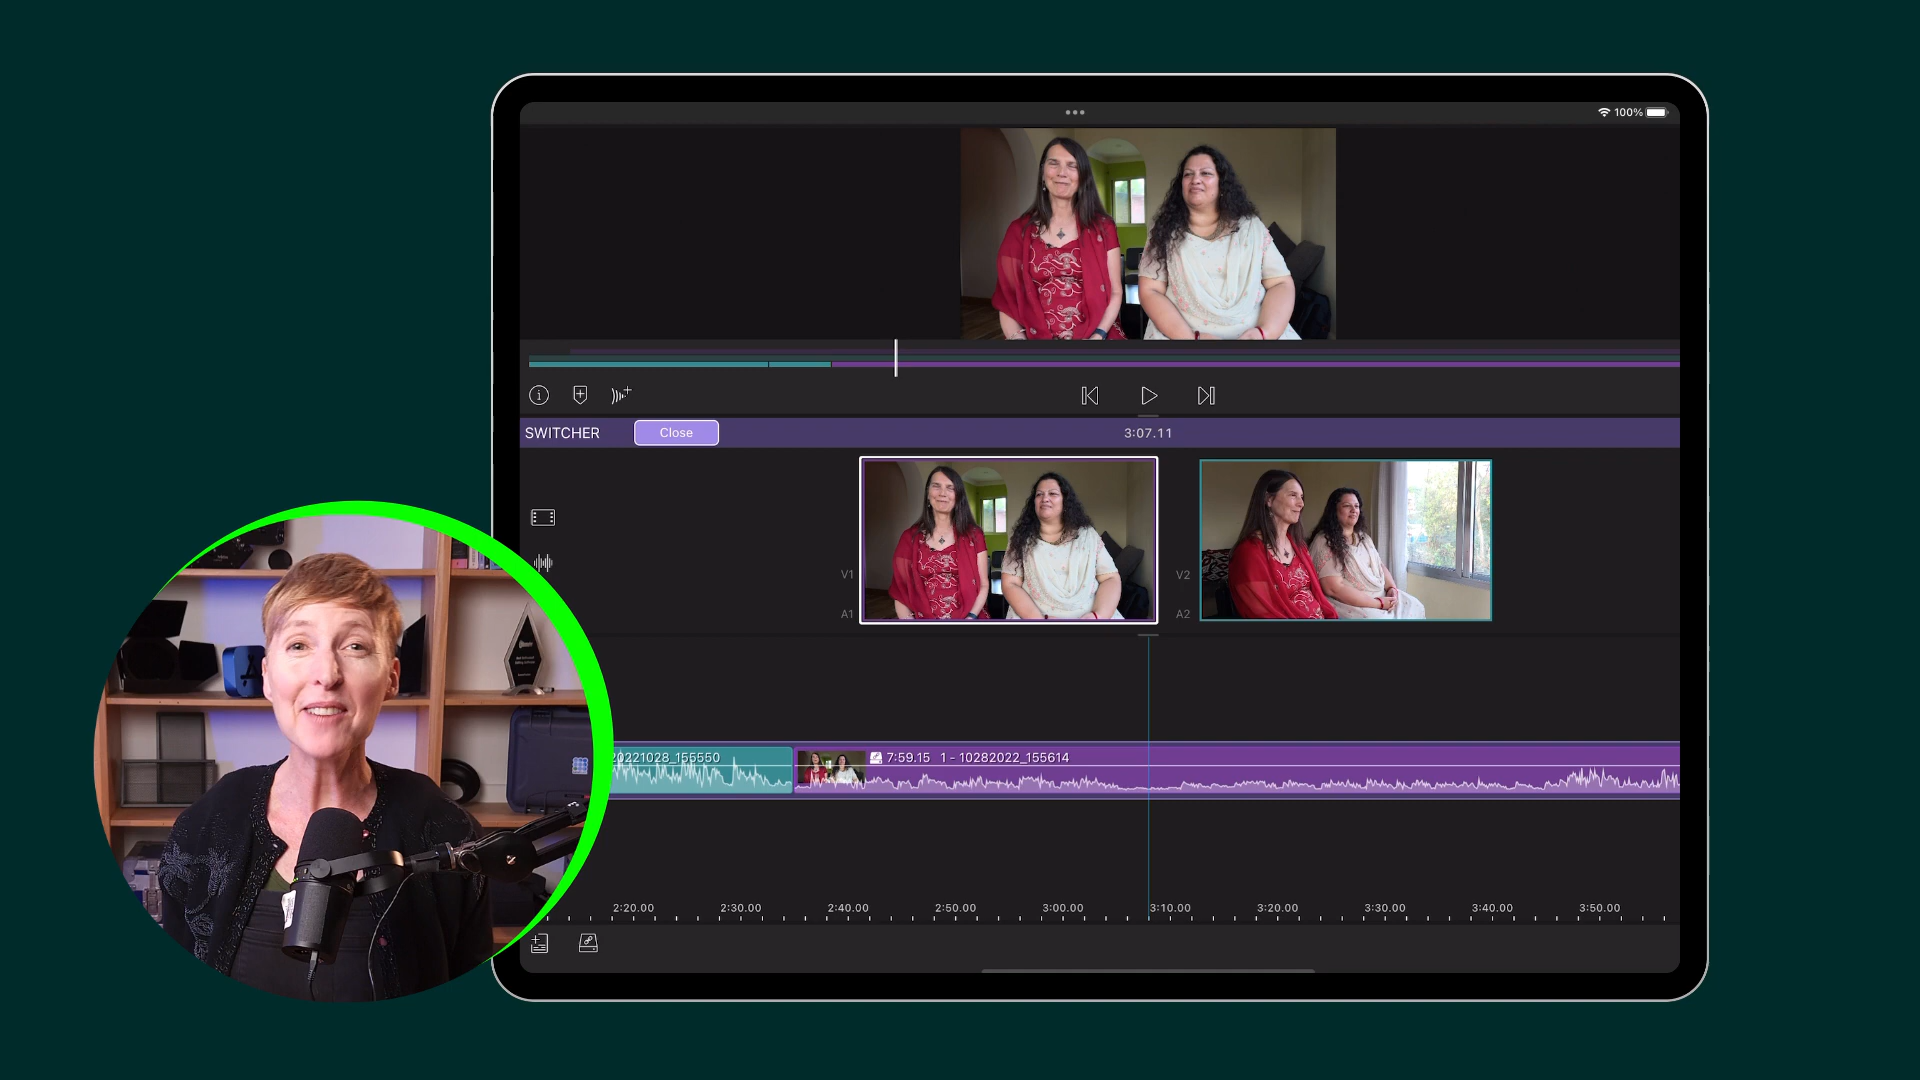 100%
SWITCHER
Close
3:07.11
V1
A1
V2
A2
20221028_155550
7:59.15 1 - 10282022_155614
2:20.00
2:30.00
2:40.00
2:50.00
3:00.00
3:10.00
3:20.00
3:30.00
3:40.00
3:50.00